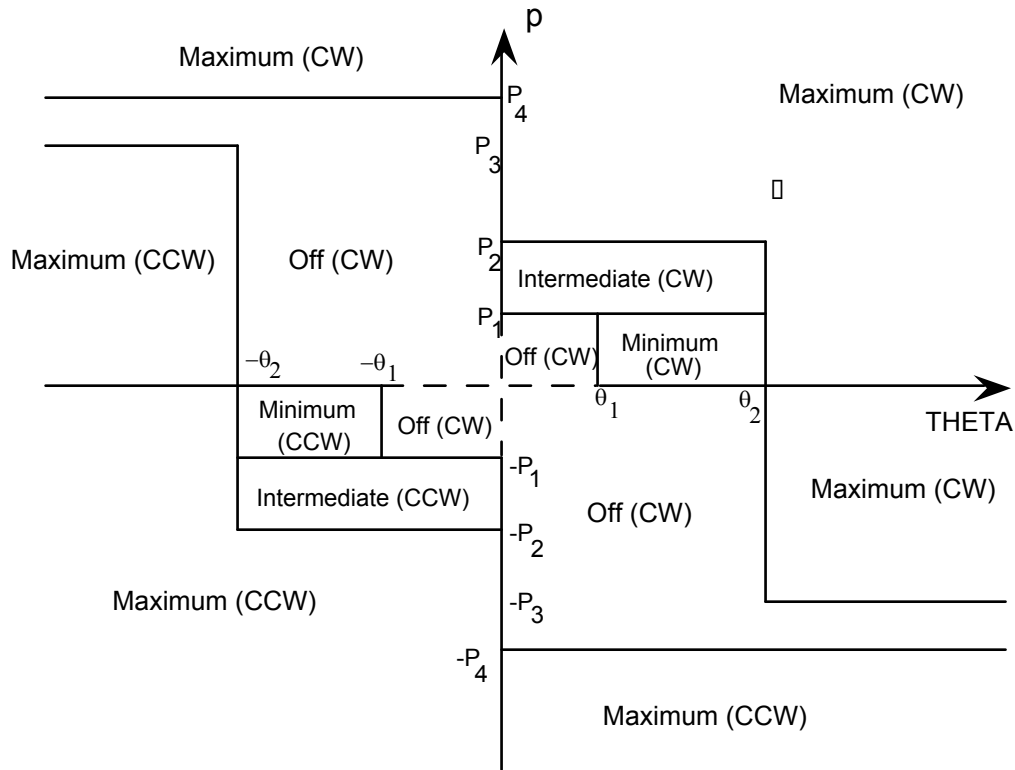 p
Maximum (CW)
P4
Maximum (CW)
P3
P2
Maximum (CCW)
Off (CW)
Intermediate (CW)
P1
Off (CW)
Minimum
(CW)
−θ2
−θ1
θ1
θ2
THETA
Minimum
(CCW)
Off (CW)
-P1
Intermediate (CCW)
Off (CW)
Maximum (CW)
-P2
Maximum (CCW)
-P3
-P4
Maximum (CCW)